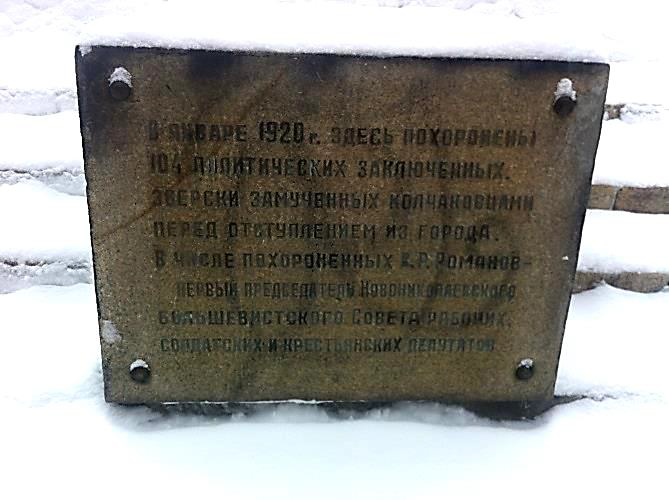 В ЯНВАРЕ 1920 г. ЗДЕСЬ ПОХОРОНЕНЫ
104 ПОЛИТИЧЕСКИХ ЗАКЛЮЧЕННЫХ.
ЗВЕРСКИ ЗАМУЧЕННЫХ КОЛЧАКОВЦАМИ
ПЕРЕД ОТСТУПЛЕНИЕМ ИЗ ГОРОДА.
В ЧИСЛЕ ПОХОРОНЕННЫХ В.Р. РОМАНОВ-
ПЕРВЫЙ ПРЕДСЕДАТЕЛЬ НОВОНИКОЛАЕВСКОГО
БОЛЬШЕВИСТСКОГО СОВЕТА РАБОЧИХ,
СОЛДАТСКИХ И КРЕСТЬЯНСКИХ ДЕПУТАТОВ